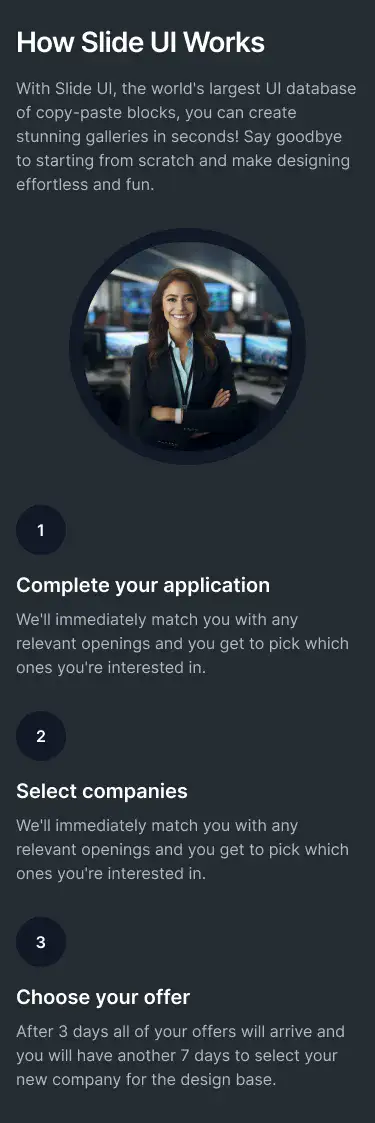 How Slide UI Works
With Slide UI, the world's largest UI database
of copy-paste blocks, you can create
stunning galleries in seconds! Say goodbye
to starting from scratch and make designing
effortless and fun.
1
Complete your application
We'll immediately match you with any
relevant openings and you get to pick which
ones you're interested in.
2
Select companies
We'll immediately match you with any
relevant openings and you get to pick which
ones you're interested in.
3
Choose your offer
After 3 days all of your offers will arrive and
you will have another 7 days to select your
new company for the design base.